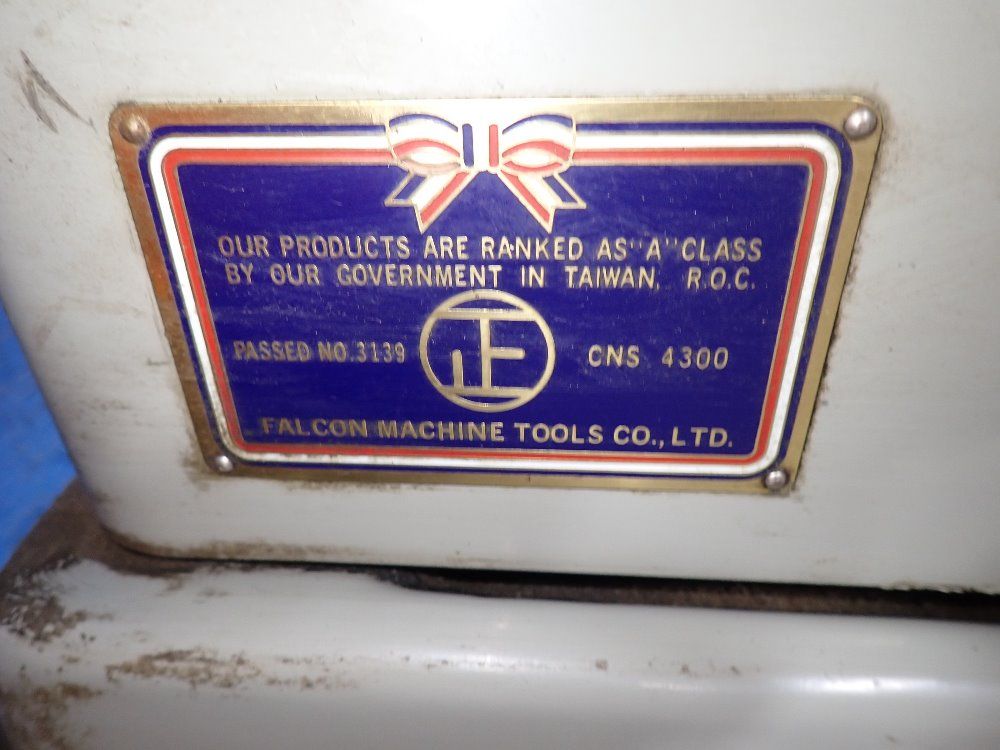 OUR PRODUCTS ARE RANKED AS "A" CLASS
BY OUR GOVERNMENT IN TAIWAN, R.O.C.
PASSED NO.3139 正 CNS 4300
FALCON MACHINE TOOLS CO., LTD.